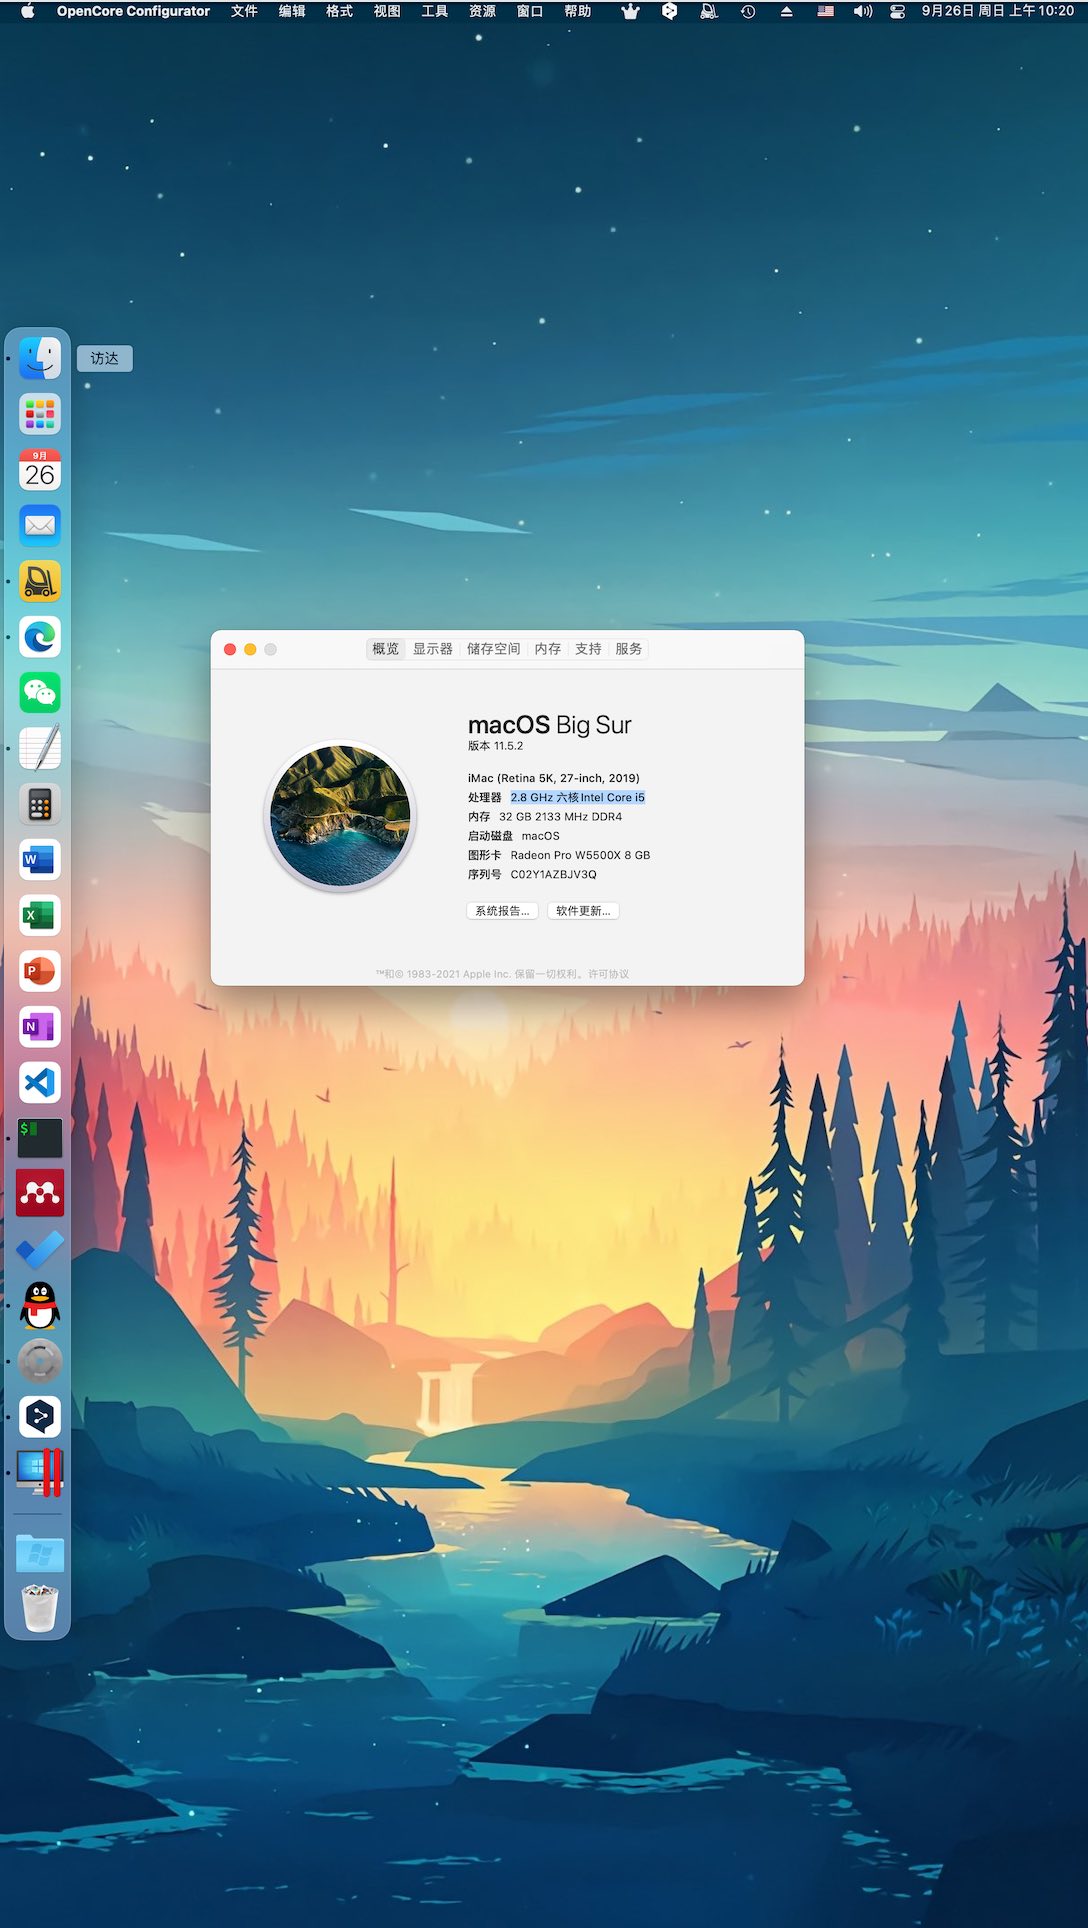 OpenCore Configurator 文件 编辑 格式 视图 工具 资源 窗口 帮助 9月26日 周日 上午10:20
访达
9月
26
概览 显示器 储存空间 内存 支持 服务
macOS Big Sur
版本 11.5.2
iMac (Retina 5K, 27-inch, 2019)
处理器 2.8 GHz 六核Intel Core i5
内存 32 GB 2133 MHz DDR4
启动磁盘 macOS
图形卡 Radeon Pro W5500X 8 GB
序列号 C02Y1AZBJV3Q
系统报告... 软件更新...
™和© 1983-2021 Apple Inc. 保留一切权利。许可协议
W
X
P
N
$